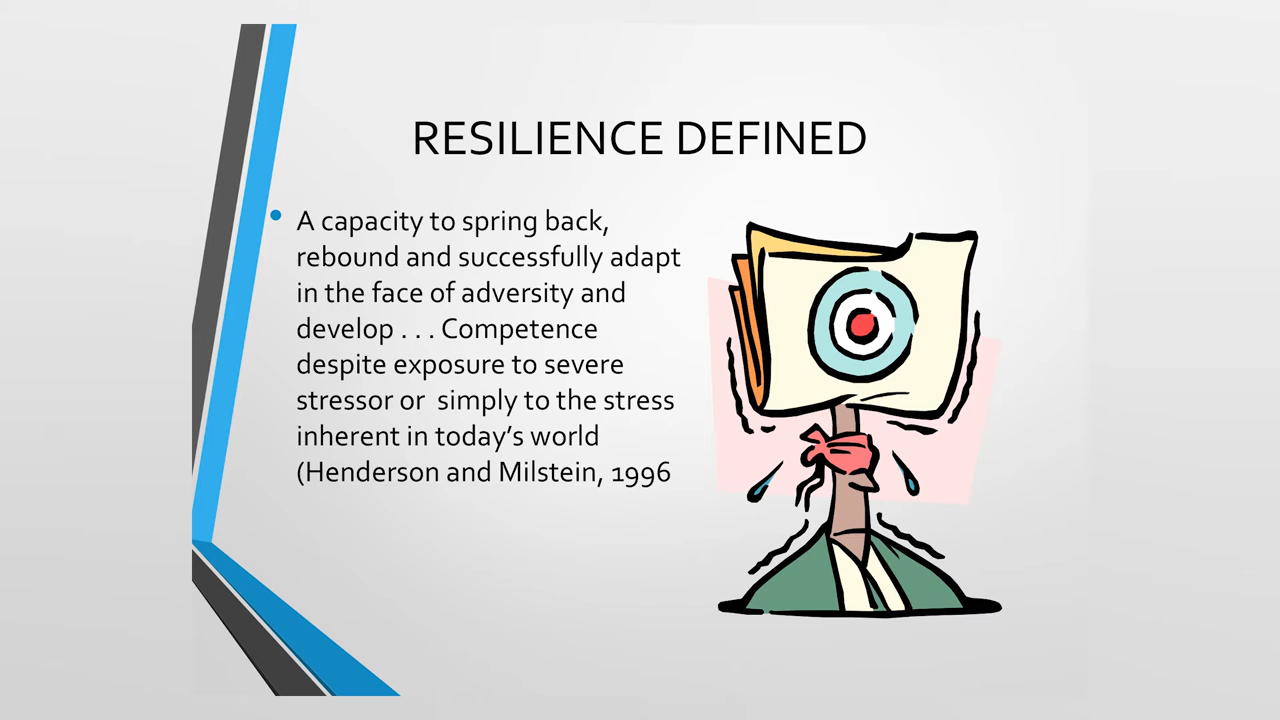 RESILIENCE DEFINED
• A capacity to spring back,
rebound and successfully adapt
in the face of adversity and
develop . . . Competence
despite exposure to severe
stressor or  simply to the stress
inherent in today’s world
(Henderson and Milstein, 1996